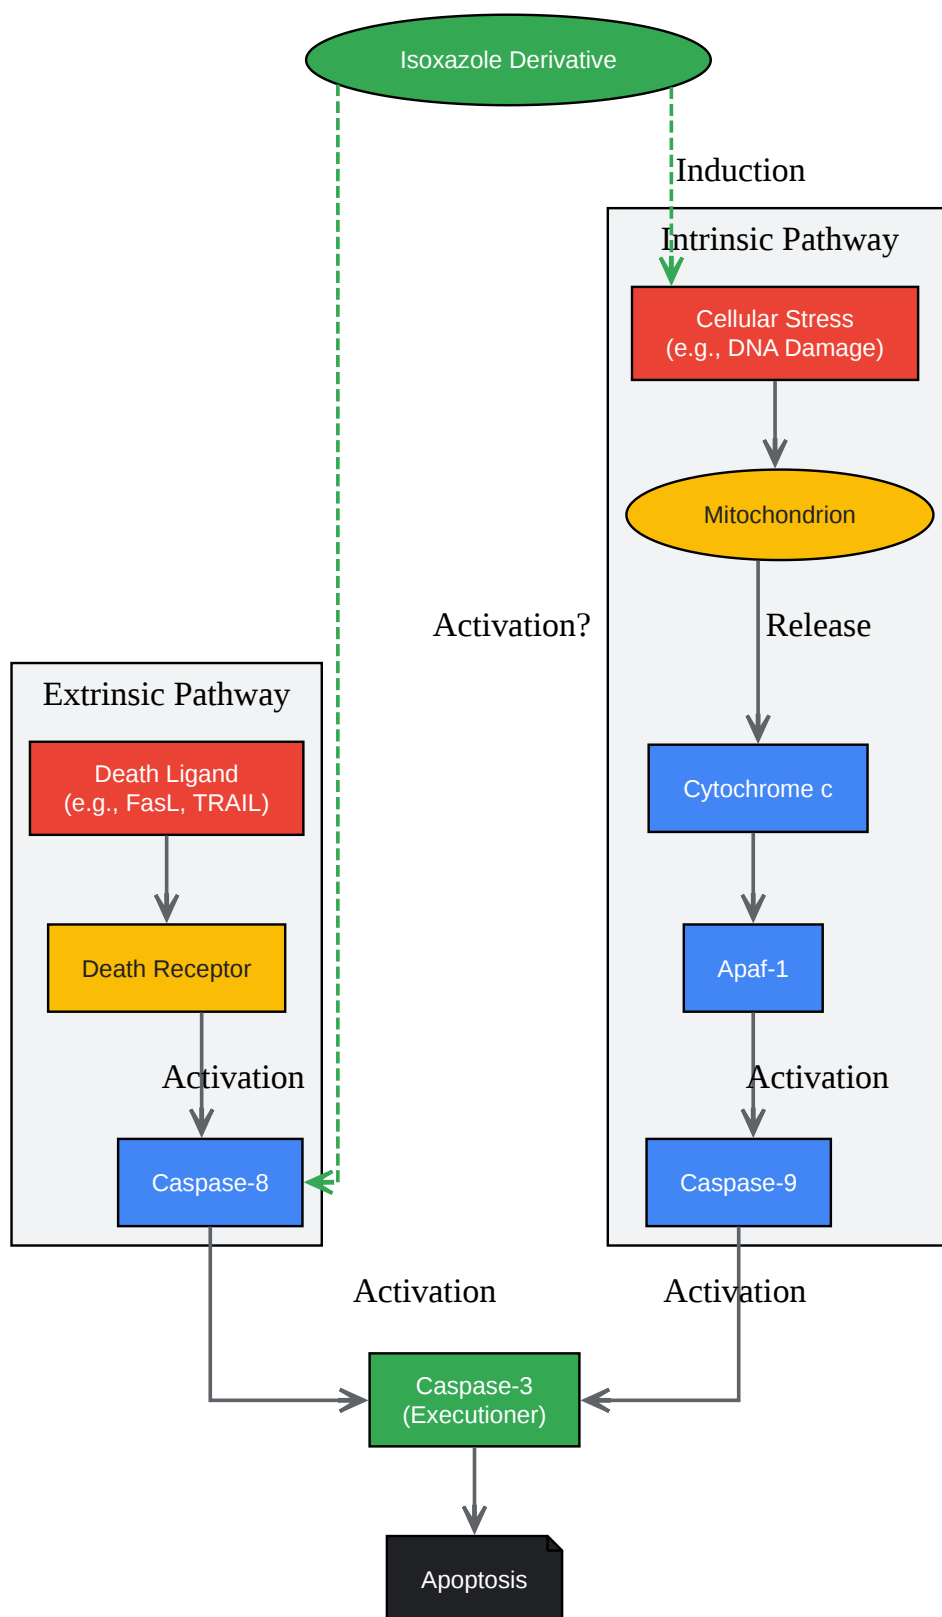 Isoxazole Derivative
Induction
Intrinsic Pathway
Cellular Stress
(e.g., DNA Damage)
Mitochondrion
Activation?
Release
Extrinsic Pathway
Death Ligand
(e.g., FasL, TRAIL)
Cytochrome c
Death Receptor
Apaf-1
Activation
Activation
Caspase-8
Caspase-9
Activation
Activation
Caspase-3
(Executioner)
Apoptosis